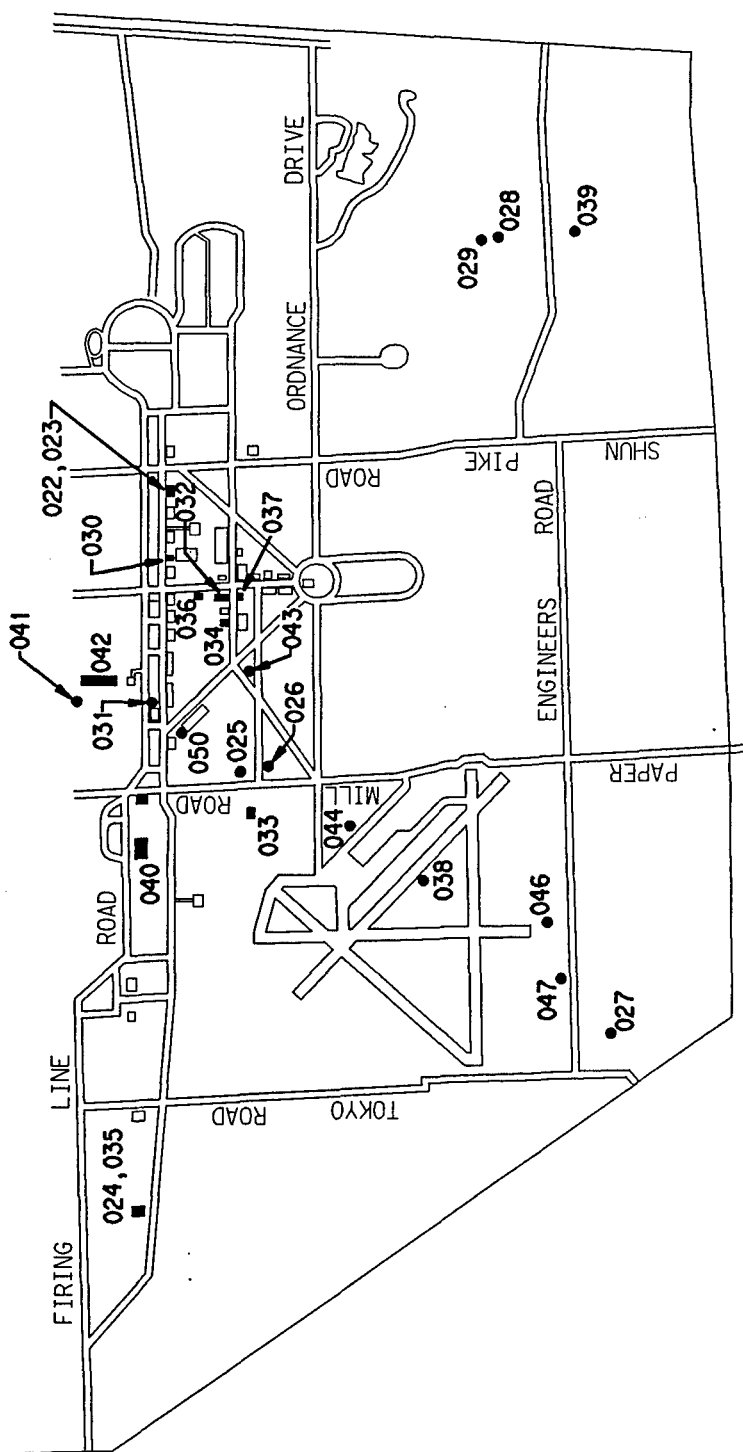 041
FIRING LINE ROAD
042
022,023
030
031
024,035
040
032
036
034
037
050
025
043
026
033
ROAD
TOKYO
ORDNANCE DRIVE
044
038
029
028
039
046
047
027
ENGINEERS ROAD
PAPER
MILL
ROAD
SHUN
PIKE
ROAD